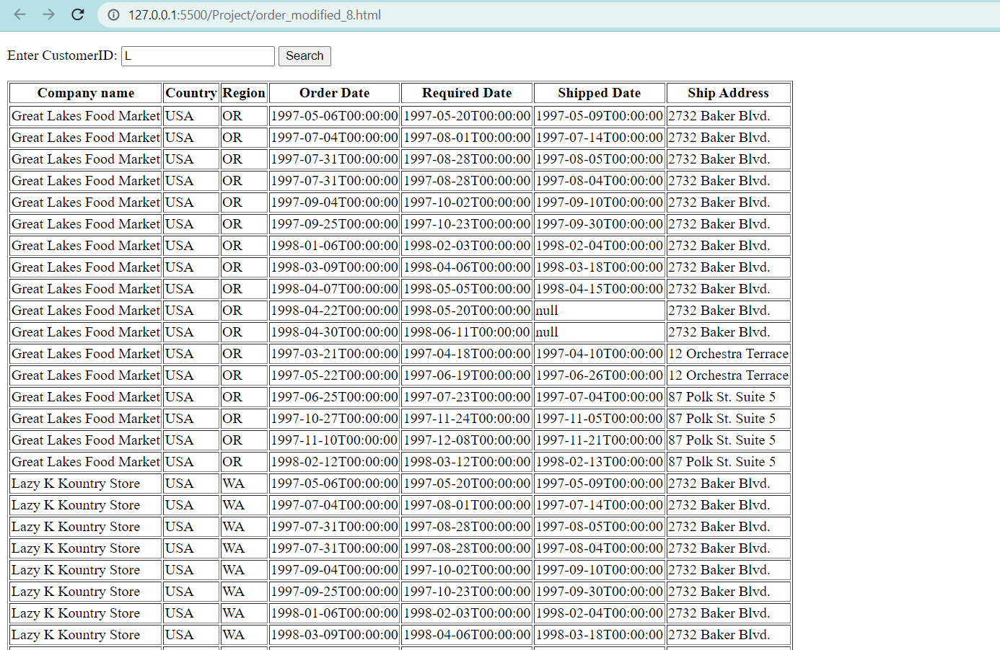 127.0.0.1:5500/Project/order_modified_8.html
Enter CustomerID: L Search
Company name Country Region Order Date Required Date Shipped Date Ship Address
Great Lakes Food Market USA OR 1997-05-06T00:00:00 1997-05-20T00:00:00 1997-05-09T00:00:00 2732 Baker Blvd.
Great Lakes Food Market USA OR 1997-07-04T00:00:00 1997-08-01T00:00:00 1997-07-14T00:00:00 2732 Baker Blvd.
Great Lakes Food Market USA OR 1997-07-31T00:00:00 1997-08-28T00:00:00 1997-08-05T00:00:00 2732 Baker Blvd.
Great Lakes Food Market USA OR 1997-07-31T00:00:00 1997-08-28T00:00:00 1997-08-04T00:00:00 2732 Baker Blvd.
Great Lakes Food Market USA OR 1997-09-04T00:00:00 1997-10-02T00:00:00 1997-09-10T00:00:00 2732 Baker Blvd.
Great Lakes Food Market USA OR 1997-09-25T00:00:00 1997-10-23T00:00:00 1997-09-30T00:00:00 2732 Baker Blvd.
Great Lakes Food Market USA OR 1998-01-06T00:00:00 1998-02-03T00:00:00 1998-02-04T00:00:00 2732 Baker Blvd.
Great Lakes Food Market USA OR 1998-03-09T00:00:00 1998-04-06T00:00:00 1998-03-18T00:00:00 2732 Baker Blvd.
Great Lakes Food Market USA OR 1998-04-07T00:00:00 1998-05-05T00:00:00 1998-04-15T00:00:00 2732 Baker Blvd.
Great Lakes Food Market USA OR 1998-04-22T00:00:00 1998-05-20T00:00:00 null 2732 Baker Blvd.
Great Lakes Food Market USA OR 1998-04-30T00:00:00 1998-06-11T00:00:00 null 2732 Baker Blvd.
Great Lakes Food Market USA OR 1997-03-21T00:00:00 1997-04-18T00:00:00 1997-04-10T00:00:00 12 Orchestra Terrace
Great Lakes Food Market USA OR 1997-05-22T00:00:00 1997-06-19T00:00:00 1997-06-26T00:00:00 12 Orchestra Terrace
Great Lakes Food Market USA OR 1997-06-25T00:00:00 1997-07-23T00:00:00 1997-07-04T00:00:00 87 Polk St. Suite 5
Great Lakes Food Market USA OR 1997-10-27T00:00:00 1997-11-24T00:00:00 1997-11-05T00:00:00 87 Polk St. Suite 5
Great Lakes Food Market USA OR 1997-11-10T00:00:00 1997-12-08T00:00:00 1997-11-21T00:00:00 87 Polk St. Suite 5
Great Lakes Food Market USA OR 1998-02-12T00:00:00 1998-03-12T00:00:00 1998-02-13T00:00:00 87 Polk St. Suite 5
Lazy K Kountry Store USA WA 1997-05-06T00:00:00 1997-05-20T00:00:00 1997-05-09T00:00:00 2732 Baker Blvd.
Lazy K Kountry Store USA WA 1997-07-04T00:00:00 1997-08-01T00:00:00 1997-07-14T00:00:00 2732 Baker Blvd.
Lazy K Kountry Store USA WA 1997-07-31T00:00:00 1997-08-28T00:00:00 1997-08-05T00:00:00 2732 Baker Blvd.
Lazy K Kountry Store USA WA 1997-07-31T00:00:00 1997-08-28T00:00:00 1997-08-04T00:00:00 2732 Baker Blvd.
Lazy K Kountry Store USA WA 1997-09-04T00:00:00 1997-10-02T00:00:00 1997-09-10T00:00:00 2732 Baker Blvd.
Lazy K Kountry Store USA WA 1997-09-25T00:00:00 1997-10-23T00:00:00 1997-09-30T00:00:00 2732 Baker Blvd.
Lazy K Kountry Store USA WA 1998-01-06T00:00:00 1998-02-03T00:00:00 1998-02-04T00:00:00 2732 Baker Blvd.
Lazy K Kountry Store USA WA 1998-03-09T00:00:00 1998-04-06T00:00:00 1998-03-18T00:00:00 2732 Baker Blvd.